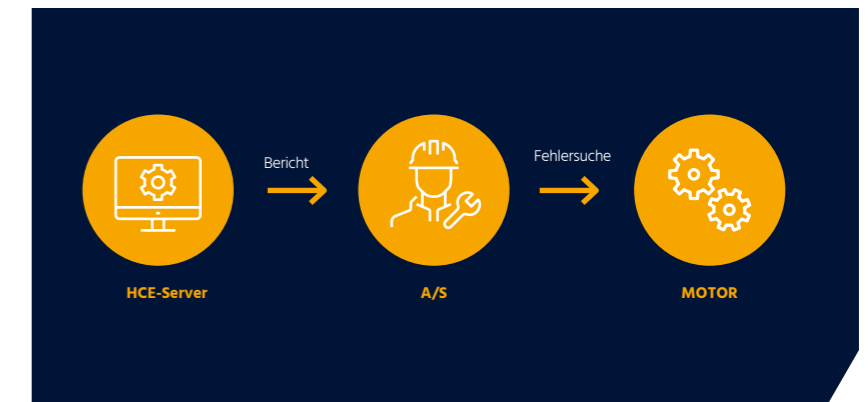 Bericht
Fehlersuche
HCE-Server
A/S
MOTOR